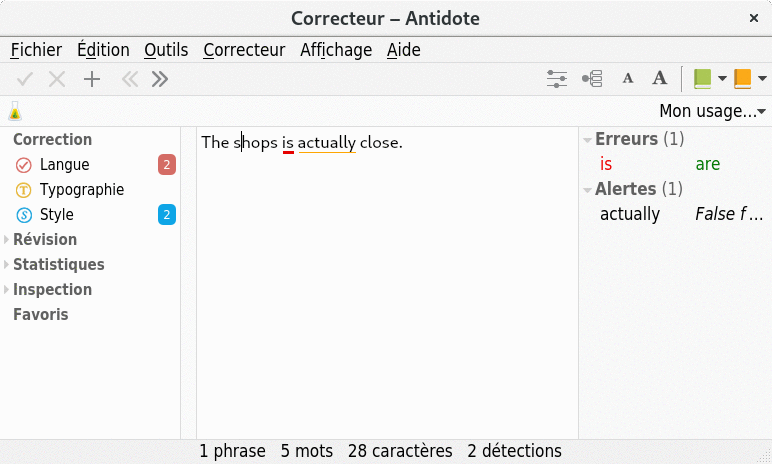 Correcteur – Antidote ×
Fichier Édition Outils Correcteur Affichage Aide
A A
Mon usage...
Correction
Langue 2
Typographie
Style 2
Révision
Statistiques
Inspection
Favoris
The shops is actually close.
Erreurs (1)
is are
Alertes (1)
actually False f...
1 phrase 5 mots 28 caractères 2 détections